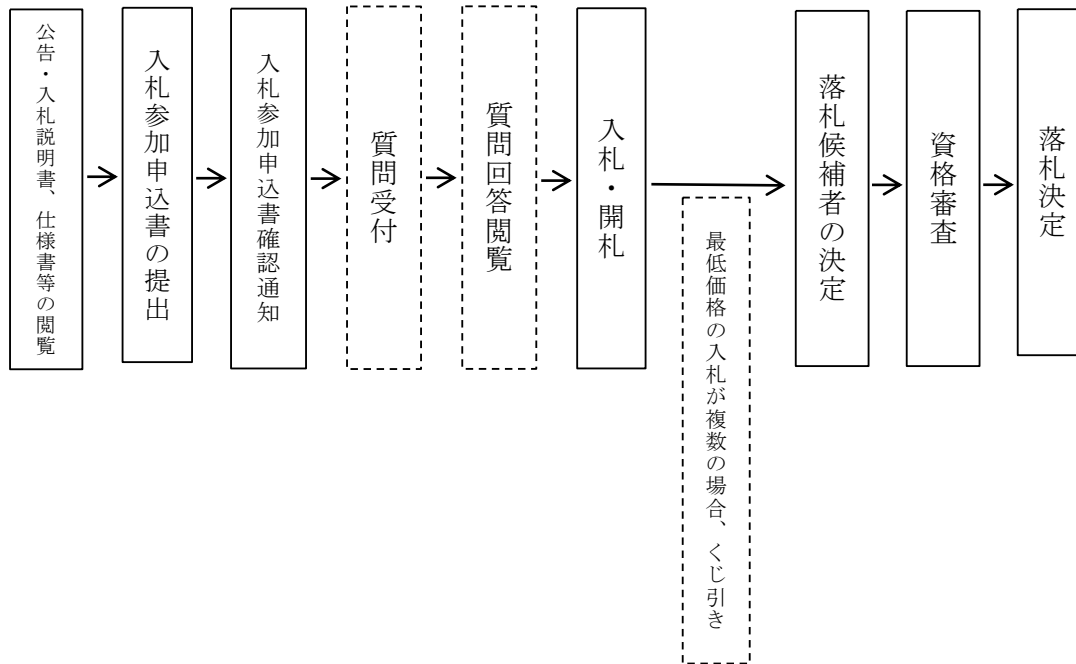 公告・入札説明書、仕様書等の閲覧
入札参加申込書の提出
入札参加申込書確認通知
質問受付
質問回答閲覧
入札・開札
最低価格の入札が複数の場合、くじ引き
落札候補者の決定
資格審査
落札決定